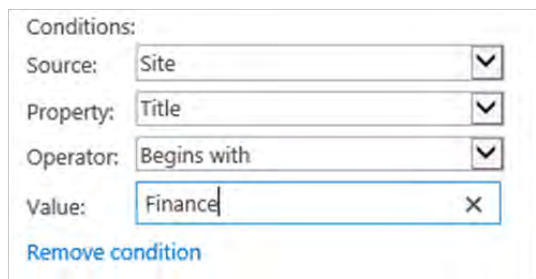 Conditions:
Source: Site
Property: Title
Operator: Begins with
Value: Finance
Remove condition